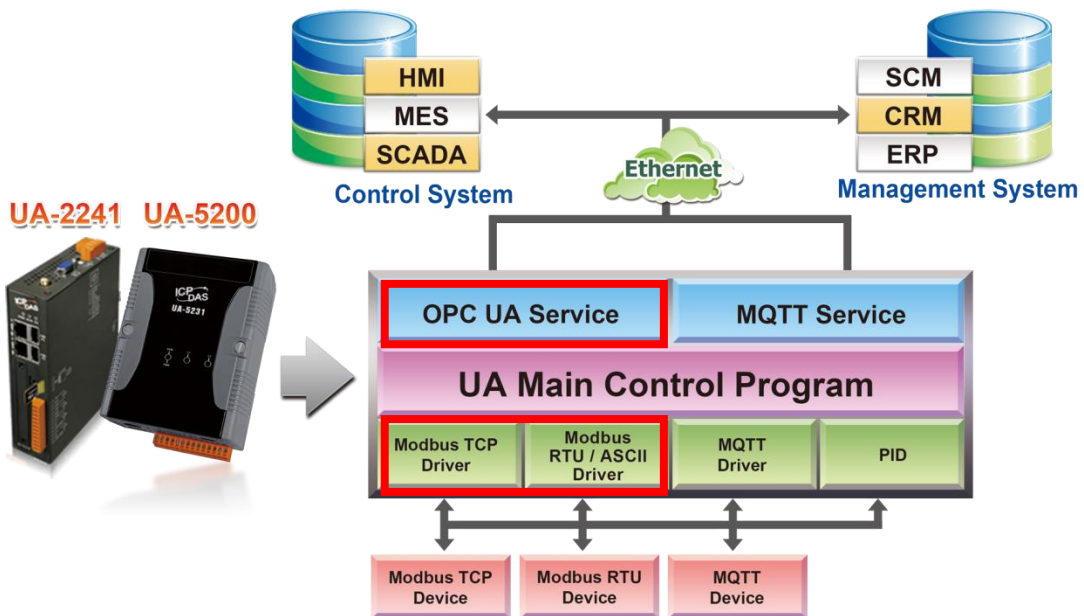 HMI
MES
SCADA
Control System
Ethernet
SCM
CRM
ERP
Management System
UA-2241 UA-5200
ICP DAS
ICP DAS
UA-5231
OPC UA Service
MQTT Service
UA Main Control Program
Modbus TCP
Driver
Modbus
RTU / ASCII
Driver
MQTT
Driver
PID
Modbus TCP
Device
Modbus RTU
Device
MQTT
Device